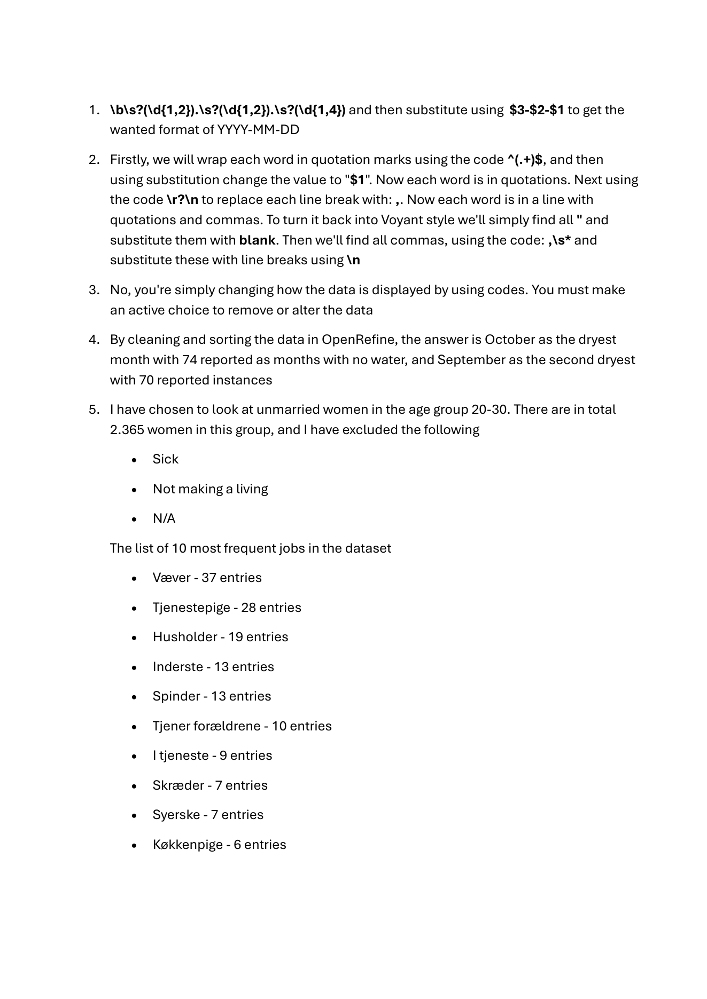 1. \b\s?(\d{1,2}).\s?(\d{1,2}).\s?(\d{1,4}) and then substitute using $3-$2-$1 to get the
wanted format of YYYY-MM-DD
2. Firstly, we will wrap each word in quotation marks using the code ^(.+)$, and then
using substitution change the value to "$1". Now each word is in quotations. Next using
the code \r?\n to replace each line break with: ,. Now each word is in a line with
quotations and commas. To turn it back into Voyant style we'll simply find all " and
substitute them with blank. Then we'll find all commas, using the code: ,\s* and
substitute these with line breaks using \n
3. No, you're simply changing how the data is displayed by using codes. You must make
an active choice to remove or alter the data
4. By cleaning and sorting the data in OpenRefine, the answer is October as the dryest
month with 74 reported as months with no water, and September as the second dryest
with 70 reported instances
5. I have chosen to look at unmarried women in the age group 20-30. There are in total
2.365 women in this group, and I have excluded the following
• Sick
• Not making a living
• N/A
The list of 10 most frequent jobs in the dataset
• Væver - 37 entries
• Tjenestepige - 28 entries
• Husholder - 19 entries
• Inderste - 13 entries
• Spinder - 13 entries
• Tjener forældrene - 10 entries
• I tjeneste - 9 entries
• Skræder - 7 entries
• Syerske - 7 entries
• Køkkenpige - 6 entries